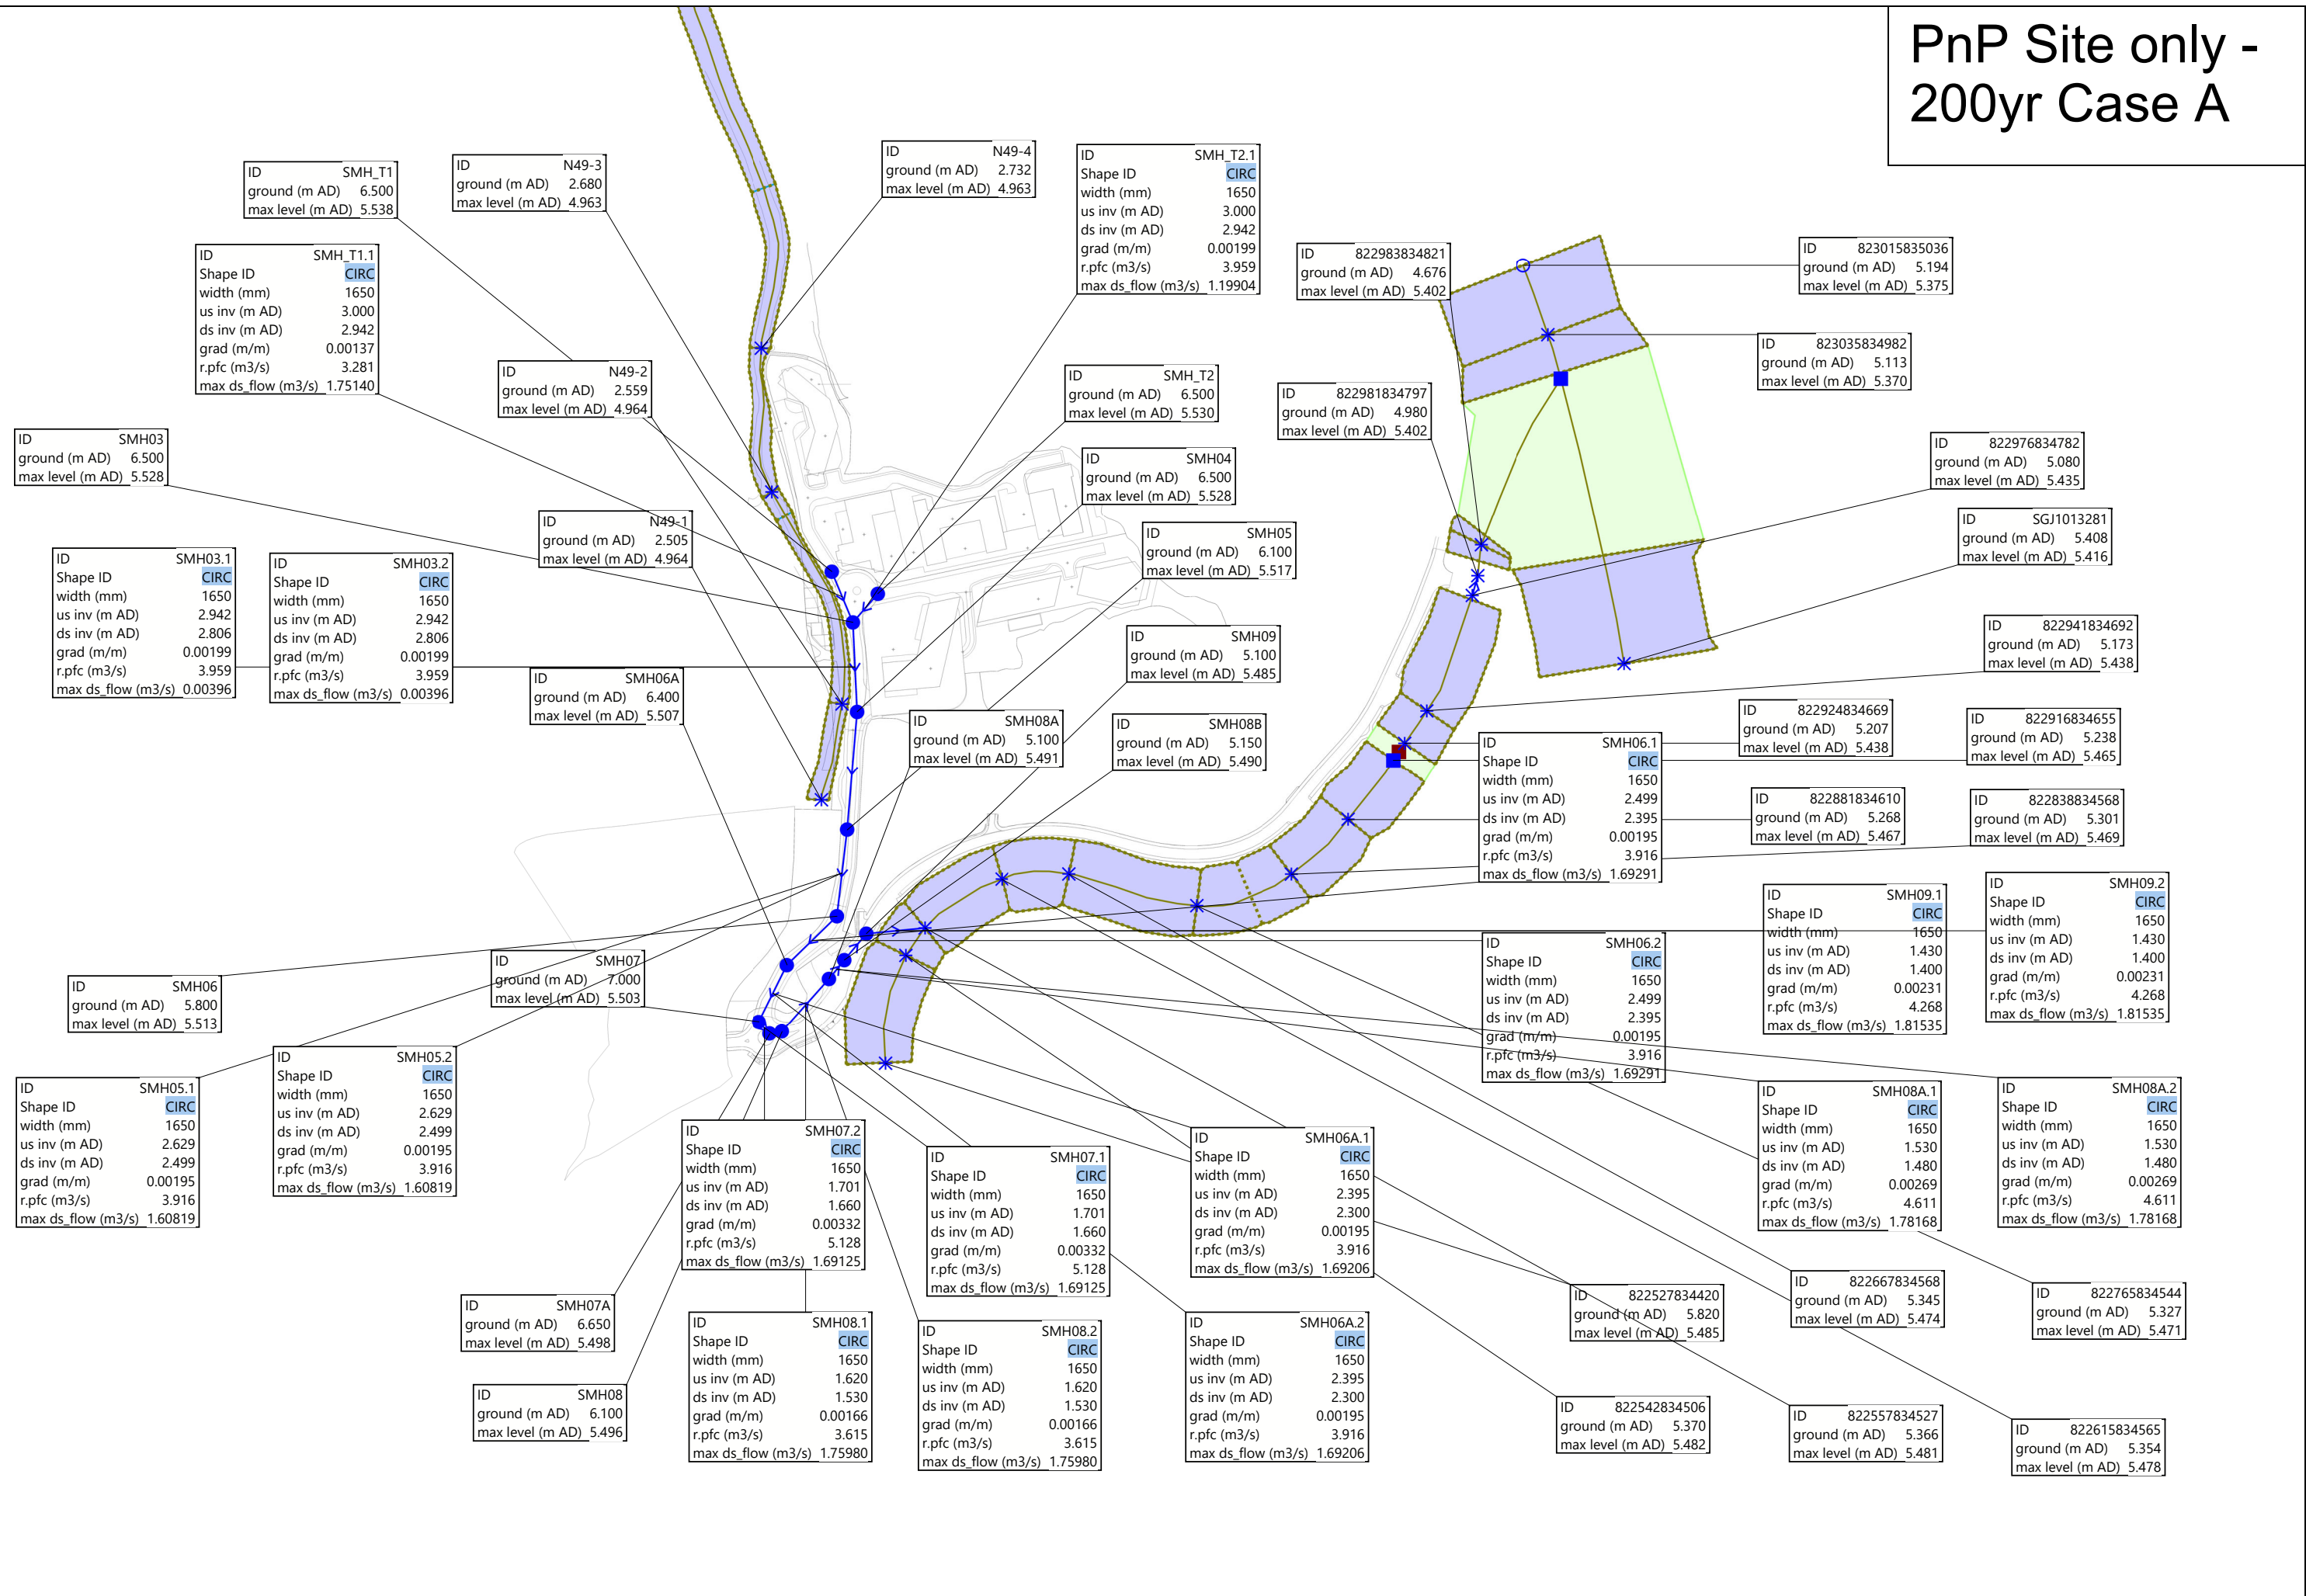 PnP Site only -
200yr Case A
ID N49-4
ground (m AD) 2.732
max level (m AD) 4.963
ID SMH_T2.1
Shape ID CIRC
width (mm) 1650
us inv (m AD) 3.000
ds inv (m AD) 2.942
grad (m/m) 0.00199
r.pfc (m3/s) 3.959
max ds_flow (m3/s) 1.19904
ID N49-3
ground (m AD) 2.680
max level (m AD) 4.963
ID SMH_T1
ground (m AD) 6.500
max level (m AD) 5.538
ID SMH_T1.1
Shape ID CIRC
width (mm) 1650
us inv (m AD) 3.000
ds inv (m AD) 2.942
grad (m/m) 0.00137
r.pfc (m3/s) 3.281
max ds_flow (m3/s) 1.75140
ID 822983834821
ground (m AD) 4.676
max level (m AD) 5.402
ID 823015835036
ground (m AD) 5.194
max level (m AD) 5.375
ID 823035834982
ground (m AD) 5.113
max level (m AD) 5.370
ID N49-2
ground (m AD) 2.559
max level (m AD) 4.964
ID SMH_T2
ground (m AD) 6.500
max level (m AD) 5.530
ID 822981834797
ground (m AD) 4.980
max level (m AD) 5.402
ID SMH03
ground (m AD) 6.500
max level (m AD) 5.528
ID SMH04
ground (m AD) 6.500
max level (m AD) 5.528
ID 822976834782
ground (m AD) 5.080
max level (m AD) 5.435
ID N49-1
ground (m AD) 2.505
max level (m AD) 4.964
ID SMH05
ground (m AD) 6.100
max level (m AD) 5.517
ID SGJ1013281
ground (m AD) 5.408
max level (m AD) 5.416
ID SMH03.1
Shape ID CIRC
width (mm) 1650
us inv (m AD) 2.942
ds inv (m AD) 2.806
grad (m/m) 0.00199
r.pfc (m3/s) 3.959
max ds_flow (m3/s) 0.00396
ID SMH03.2
Shape ID CIRC
width (mm) 1650
us inv (m AD) 2.942
ds inv (m AD) 2.806
grad (m/m) 0.00199
r.pfc (m3/s) 3.959
max ds_flow (m3/s) 0.00396
ID SMH09
ground (m AD) 5.100
max level (m AD) 5.485
ID 822941834692
ground (m AD) 5.173
max level (m AD) 5.438
ID SMH06A
ground (m AD) 6.400
max level (m AD) 5.507
ID SMH08A
ground (m AD) 5.100
max level (m AD) 5.491
ID SMH08B
ground (m AD) 5.150
max level (m AD) 5.490
ID 822924834669
ground (m AD) 5.207
max level (m AD) 5.438
ID 822916834655
ground (m AD) 5.238
max level (m AD) 5.465
ID SMH06.1
Shape ID CIRC
width (mm) 1650
us inv (m AD) 2.499
ds inv (m AD) 2.395
grad (m/m) 0.00195
r.pfc (m3/s) 3.916
max ds_flow (m3/s) 1.69291
ID 822881834610
ground (m AD) 5.268
max level (m AD) 5.467
ID 822838834568
ground (m AD) 5.301
max level (m AD) 5.469
ID SMH09.1
Shape ID CIRC
width (mm) 1650
us inv (m AD) 1.430
ds inv (m AD) 1.400
grad (m/m) 0.00231
r.pfc (m3/s) 4.268
max ds_flow (m3/s) 1.81535
ID SMH09.2
Shape ID CIRC
width (mm) 1650
us inv (m AD) 1.430
ds inv (m AD) 1.400
grad (m/m) 0.00231
r.pfc (m3/s) 4.268
max ds_flow (m3/s) 1.81535
ID SMH06.2
Shape ID CIRC
width (mm) 1650
us inv (m AD) 2.499
ds inv (m AD) 2.395
grad (m/m) 0.00195
r.pfc (m3/s) 3.916
max ds_flow (m3/s) 1.69291
ID SMH07
ground (m AD) 7.000
max level (m AD) 5.503
ID SMH06
ground (m AD) 5.800
max level (m AD) 5.513
ID SMH05.1
Shape ID CIRC
width (mm) 1650
us inv (m AD) 2.629
ds inv (m AD) 2.499
grad (m/m) 0.00195
r.pfc (m3/s) 3.916
max ds_flow (m3/s) 1.60819
ID SMH05.2
Shape ID CIRC
width (mm) 1650
us inv (m AD) 2.629
ds inv (m AD) 2.499
grad (m/m) 0.00195
r.pfc (m3/s) 3.916
max ds_flow (m3/s) 1.60819
ID SMH08A.1
Shape ID CIRC
width (mm) 1650
us inv (m AD) 1.530
ds inv (m AD) 1.480
grad (m/m) 0.00269
r.pfc (m3/s) 4.611
max ds_flow (m3/s) 1.78168
ID SMH08A.2
Shape ID CIRC
width (mm) 1650
us inv (m AD) 1.530
ds inv (m AD) 1.480
grad (m/m) 0.00269
r.pfc (m3/s) 4.611
max ds_flow (m3/s) 1.78168
ID SMH07.2
Shape ID CIRC
width (mm) 1650
us inv (m AD) 1.701
ds inv (m AD) 1.660
grad (m/m) 0.00332
r.pfc (m3/s) 5.128
max ds_flow (m3/s) 1.69125
ID SMH07.1
Shape ID CIRC
width (mm) 1650
us inv (m AD) 1.701
ds inv (m AD) 1.660
grad (m/m) 0.00332
r.pfc (m3/s) 5.128
max ds_flow (m3/s) 1.69125
ID SMH06A.1
Shape ID CIRC
width (mm) 1650
us inv (m AD) 2.395
ds inv (m AD) 2.300
grad (m/m) 0.00195
r.pfc (m3/s) 3.916
max ds_flow (m3/s) 1.69206
ID 822527834420
ground (m AD) 5.820
max level (m AD) 5.485
ID 822667834568
ground (m AD) 5.345
max level (m AD) 5.474
ID 822765834544
ground (m AD) 5.327
max level (m AD) 5.471
ID SMH07A
ground (m AD) 6.650
max level (m AD) 5.498
ID SMH08.1
Shape ID CIRC
width (mm) 1650
us inv (m AD) 1.620
ds inv (m AD) 1.530
grad (m/m) 0.00166
r.pfc (m3/s) 3.615
max ds_flow (m3/s) 1.75980
ID SMH08.2
Shape ID CIRC
width (mm) 1650
us inv (m AD) 1.620
ds inv (m AD) 1.530
grad (m/m) 0.00166
r.pfc (m3/s) 3.615
max ds_flow (m3/s) 1.75980
ID SMH06A.2
Shape ID CIRC
width (mm) 1650
us inv (m AD) 2.395
ds inv (m AD) 2.300
grad (m/m) 0.00195
r.pfc (m3/s) 3.916
max ds_flow (m3/s) 1.69206
ID SMH08
ground (m AD) 6.100
max level (m AD) 5.496
ID 822542834506
ground (m AD) 5.370
max level (m AD) 5.482
ID 822557834527
ground (m AD) 5.366
max level (m AD) 5.481
ID 822615834565
ground (m AD) 5.354
max level (m AD) 5.478